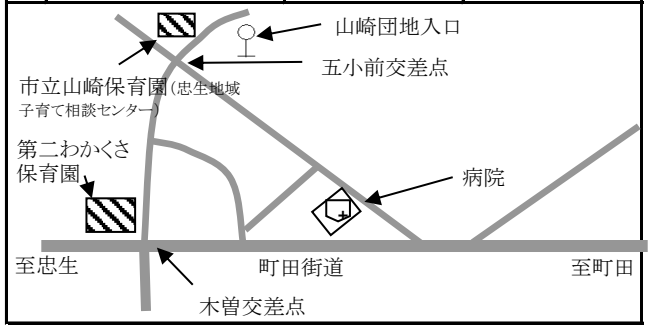 山崎団地入口
五小前交差点
市立山崎保育園(忠生地域
子育て相談センター)
第二わかくさ
保育園
病院
至忠生
町田街道
至町田
木曽交差点